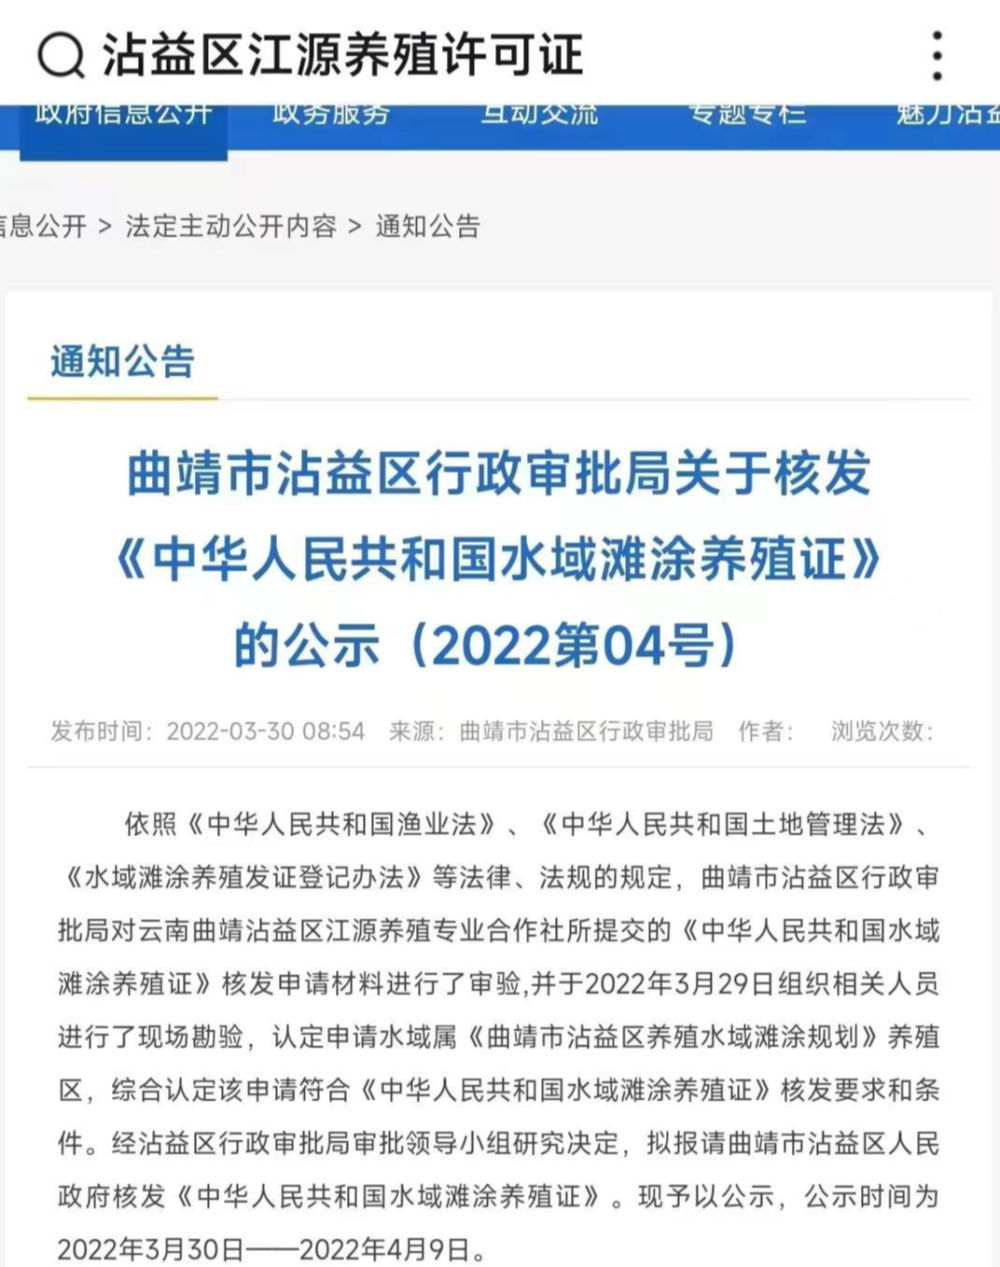 沾益区江源养殖许可证
政府信息公开 政务服务 互动交流 专题专栏 魅力沾益
信息公开 > 法定主动公开内容 > 通知公告
通知公告
曲靖市沾益区行政审批局关于核发
《中华人民共和国水域滩涂养殖证》
的公示（2022第04号）
发布时间：2022-03-30 08:54 来源：曲靖市沾益区行政审批局 作者： 浏览次数：
依照《中华人民共和国渔业法》、《中华人民共和国土地管理法》、
《水域滩涂养殖发证登记办法》等法律、法规的规定，曲靖市沾益区行政审
批局对云南曲靖沾益区江源养殖专业合作社所提交的《中华人民共和国水域
滩涂养殖证》核发申请材料进行了审验,并于2022年3月29日组织相关人员
进行了现场勘验，认定申请水域属《曲靖市沾益区养殖水域滩涂规划》养殖
区，综合认定该申请符合《中华人民共和国水域滩涂养殖证》核发要求和条
件。经沾益区行政审批局审批领导小组研究决定，拟报请曲靖市沾益区人民
政府核发《中华人民共和国水域滩涂养殖证》。现予以公示，公示时间为
2022年3月30日——2022年4月9日。